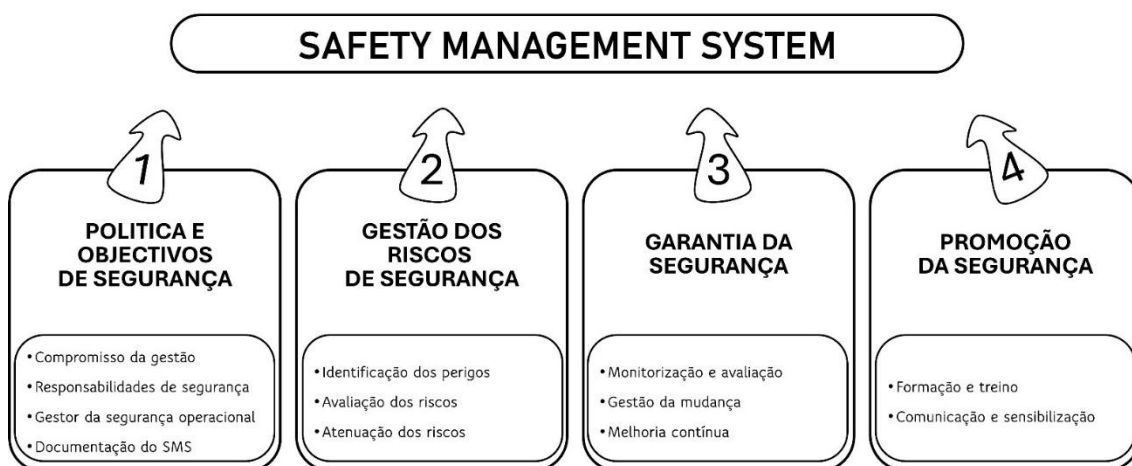 SAFETY MANAGEMENT SYSTEM
1
POLITICA E
OBJECTIVOS
DE SEGURANÇA
• Compromisso da gestão
• Responsabilidades de segurança
• Gestor da segurança operacional
• Documentação do SMS
2
GESTÃO DOS
RISCOS
DE SEGURANÇA
• Identificação dos perigos
• Avaliação dos riscos
• Atenuação dos riscos
3
GARANTIA DA
SEGURANÇA
• Monitorização e avaliação
• Gestão da mudança
• Melhoria contínua
4
PROMOÇÃO
DA SEGURANÇA
• Formação e treino
• Comunicação e sensibilização